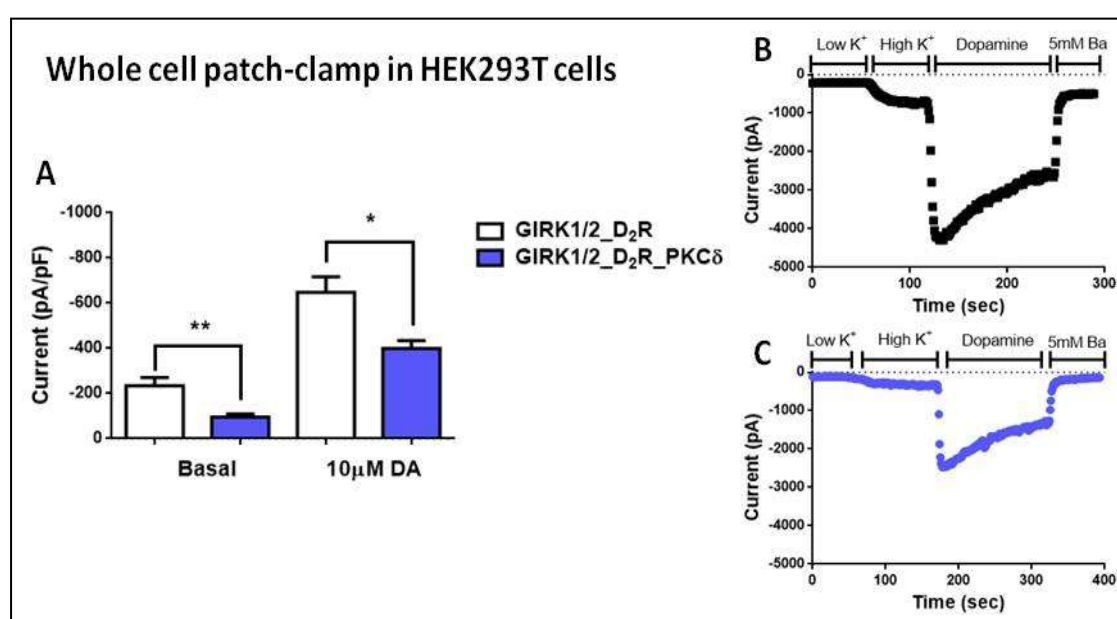 Whole cell patch-clamp in HEK293T cells
A
Current (pA/pF)
-1000
-800
-600
-400
-200
0
**
*
Basal
10μM DA
GIRK1/2_D₂R
GIRK1/2_D₂R_PKCδ
B
Low K⁺ High K⁺ Dopamine 5mM Ba
Current (pA)
0
-1000
-2000
-3000
-4000
-5000
0 100 200 300
Time (sec)
C
Low K⁺ High K⁺ Dopamine 5mM Ba
Current (pA)
0
-1000
-2000
-3000
-4000
-5000
0 100 200 300 400
Time (sec)